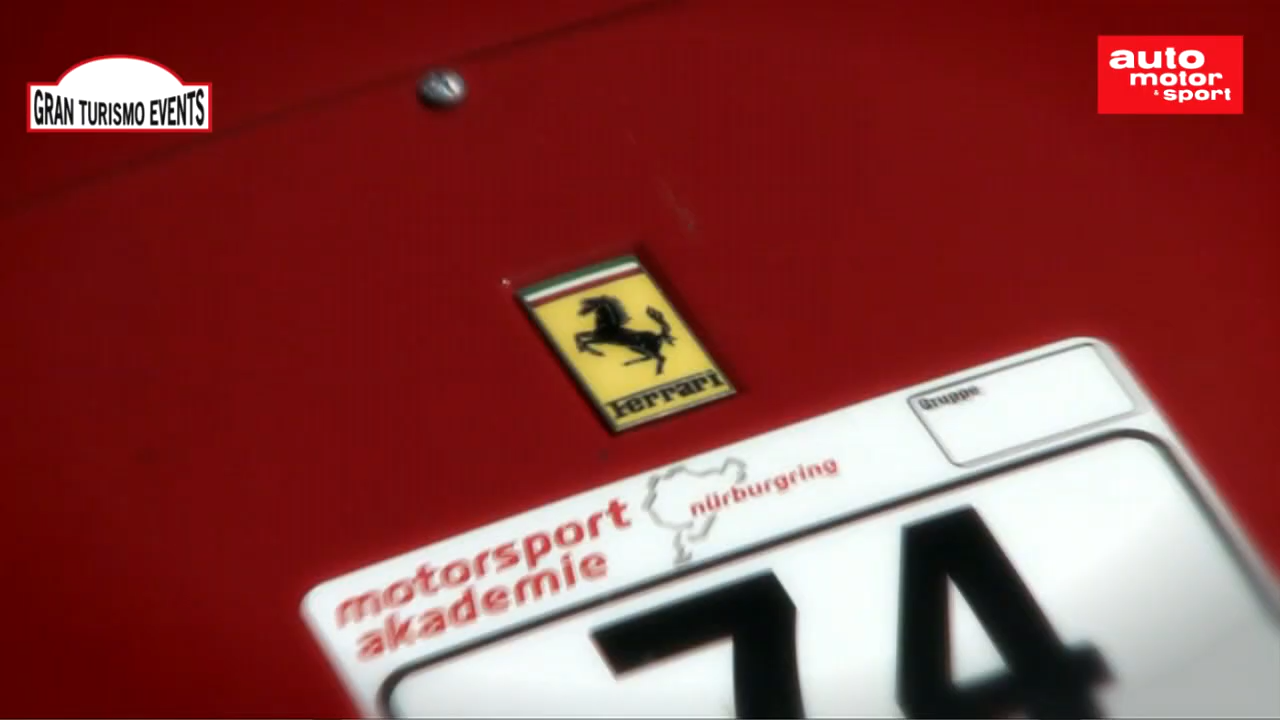 GRAN TURISMO EVENTS
auto
motor
& sport
Ferrari
Gruppe
motorsport
akademie
nürburgring
74